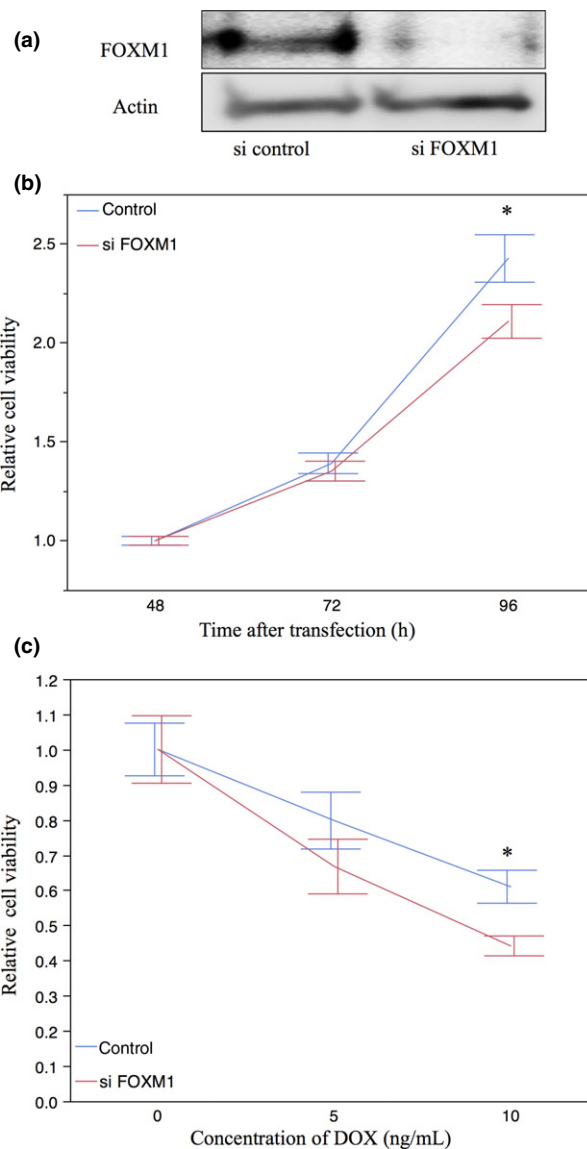 (a)
FOXM1
Actin
si control si FOXM1
(b)
Control
si FOXM1
*
2.5
2.0
1.5
1.0
Relative cell viability
48 72 96
Time after transfection (h)
(c)
1.2
1.1
1.0
0.9
0.8
0.7
0.6
0.5
0.4
0.3
0.2
0.1
0.0
*
Relative cell viability
Control
si FOXM1
0 5 10
Concentration of DOX (ng/mL)